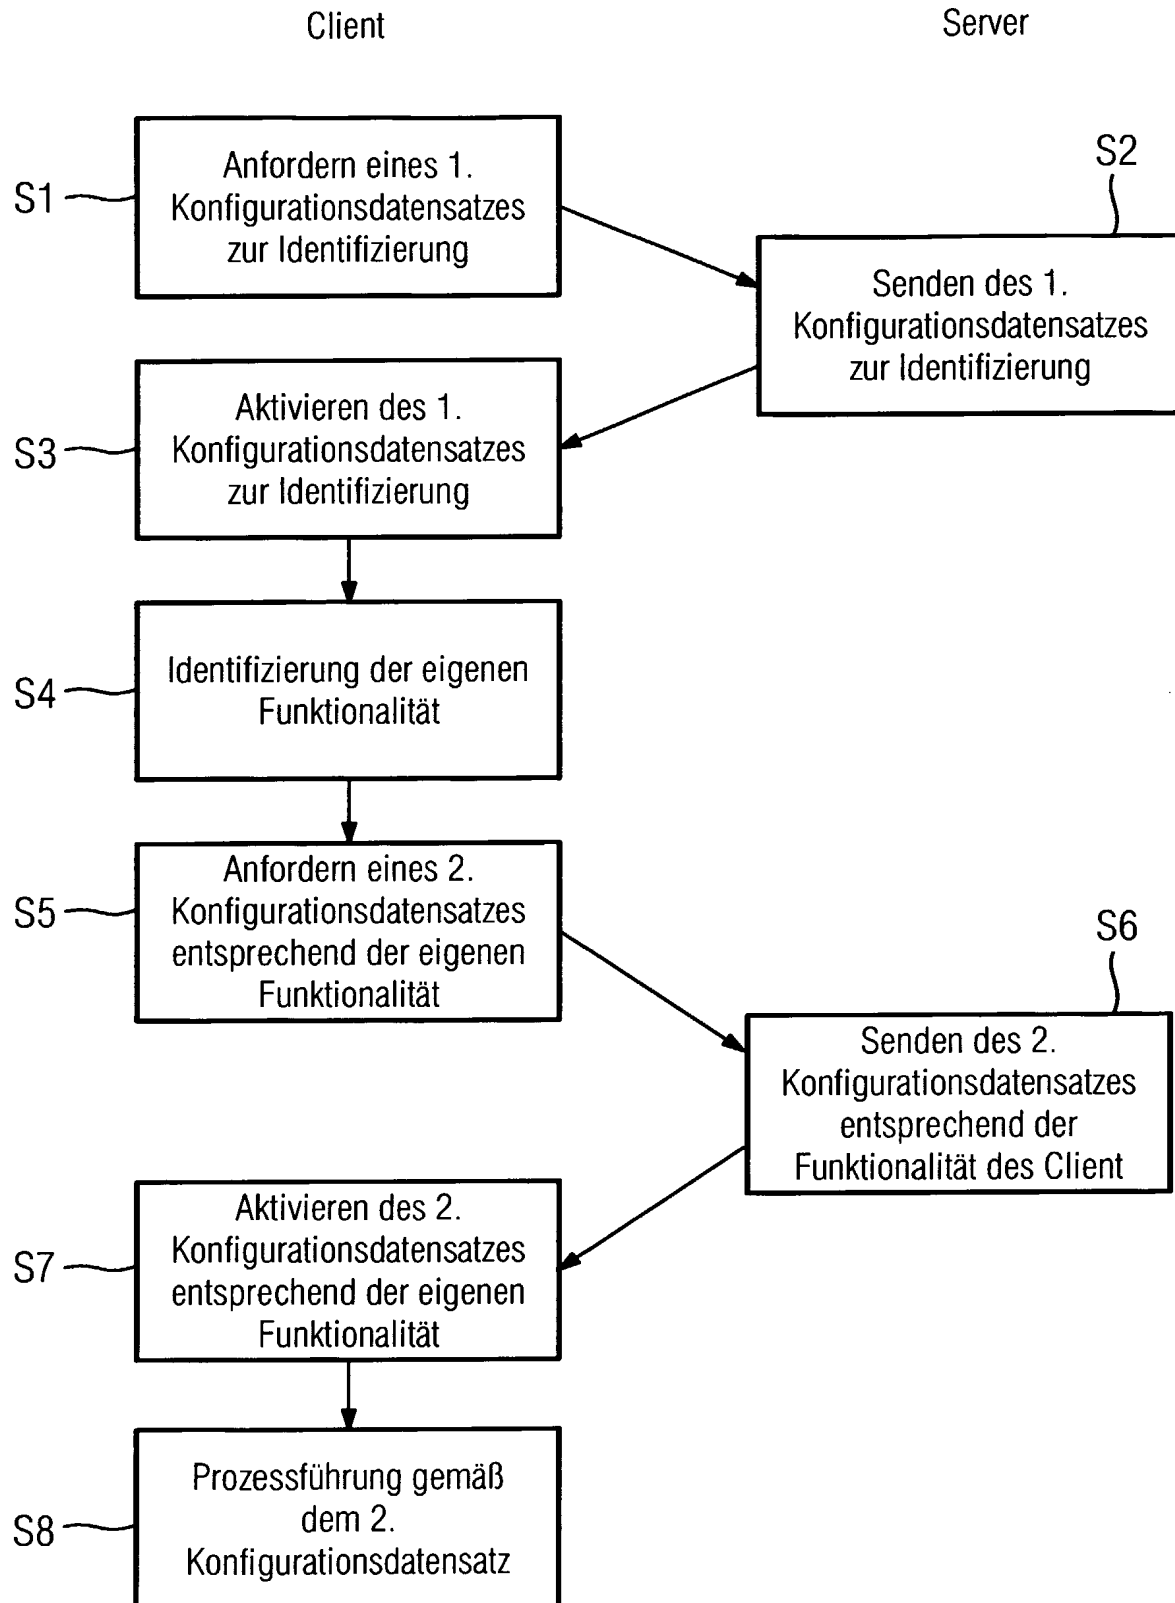 Client
Server
S1
Anfordern eines 1.
Konfigurationsdatensatzes
zur Identifizierung
S2
Senden des 1.
Konfigurationsdatensatzes
zur Identifizierung
S3
Aktivieren des 1.
Konfigurationsdatensatzes
zur Identifizierung
S4
Identifizierung der eigenen
Funktionalität
S5
Anfordern eines 2.
Konfigurationsdatensatzes
entsprechend der eigenen
Funktionalität
S6
Senden des 2.
Konfigurationsdatensatzes
entsprechend der
Funktionalität des Client
S7
Aktivieren des 2.
Konfigurationsdatensatzes
entsprechend der eigenen
Funktionalität
S8
Prozessführung gemäß
dem 2.
Konfigurationsdatensatz